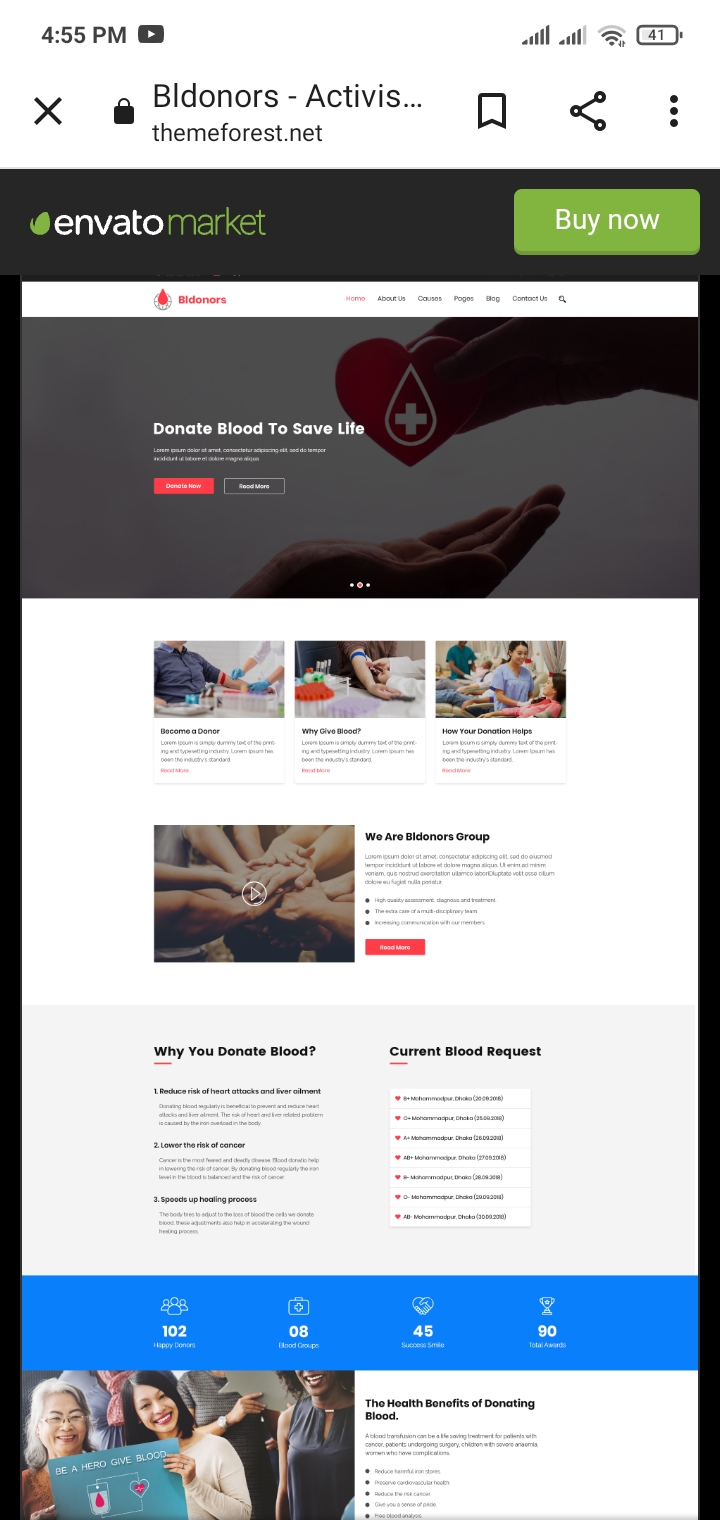 4:55 PM
41
Bldonors - Activis...
themeforest.net
envatomarket
Buy now
Bldonors
Home About Us Causes Pages Blog Contact Us
Donate Blood To Save Life
Lorem ipsum dolor sit amet, consectetur adipiscing elit, sed do tempor
incididunt ut labore et dolore magna aliqua
Donate Now Read More
Become a Donor
Lorem Ipsum is simply dummy text of the print-
ing and typesetting industry. Lorem Ipsum has
been the industry's standard.
Read More
Why Give Blood?
Lorem Ipsum is simply dummy text of the print-
ing and typesetting industry. Lorem Ipsum has
been the industry's standard.
Read More
How Your Donation Helps
Lorem Ipsum is simply dummy text of the print-
ing and typesetting industry. Lorem Ipsum has
been the industry's standard.
Read More
We Are Bldonors Group
Lorem ipsum dolor sit amet, consectetur adipiscing elit, sed do eiusmod
tempor incididunt ut labore et dolore magna aliqua. Ut enim ad minim
veniam, quis nostrud exercitation ullamco laboriDluptate velit esse cillum
dolore eu fugiat nulla pariatur.
High quality assessment, diagnosis and treatment
The extra care of a multi-disciplinary team
Increasing communication with our members
Read More
Why You Donate Blood?
1. Reduce risk of heart attacks and liver ailment
Donating blood regularly is beneficial to prevent and reduce heart
attacks and liver ailment. The risk of heart and liver related problem
is caused by the iron overload in the body.
2. Lower the risk of cancer
Cancer is the most feared and deadly disease. Blood donatio help
in lowering the risk of cancer. By donating blood regularly the iron
level in the blood is balanced and the risk of cancer
3. Speeds up healing process
The body tires to adjust to the loss of blood the cells we donate
blood, these adjustments also help in accelerating the wound
healing process.
Current Blood Request
B+ Mohammadpur, Dhaka (20.09.2018)
O+ Mohammadpur, Dhaka (25.09.2018)
A+ Mohammadpur, Dhaka (26.09.2018)
AB+ Mohammadpur, Dhaka (27.09.2018)
B- Mohammadpur, Dhaka (28.09.2018)
O- Mohammadpur, Dhaka (29.09.2018)
AB- Mohammadpur, Dhaka (30.09.2018)
102
Happy Donors
08
Blood Groups
45
Success Smile
90
Total Awards
BE A HERO GIVE BLOOD
The Health Benefits of Donating
Blood.
A blood transfusion can be a life saving treatment for patients with
cancer, patients undergoing surgery, children with severe anaemia,
women who have complications.
Reduce harmful iron stores.
Preserve cardiovascular health.
Reduce the risk cancer.
Give you a sense of pride.
Free blood analysis.